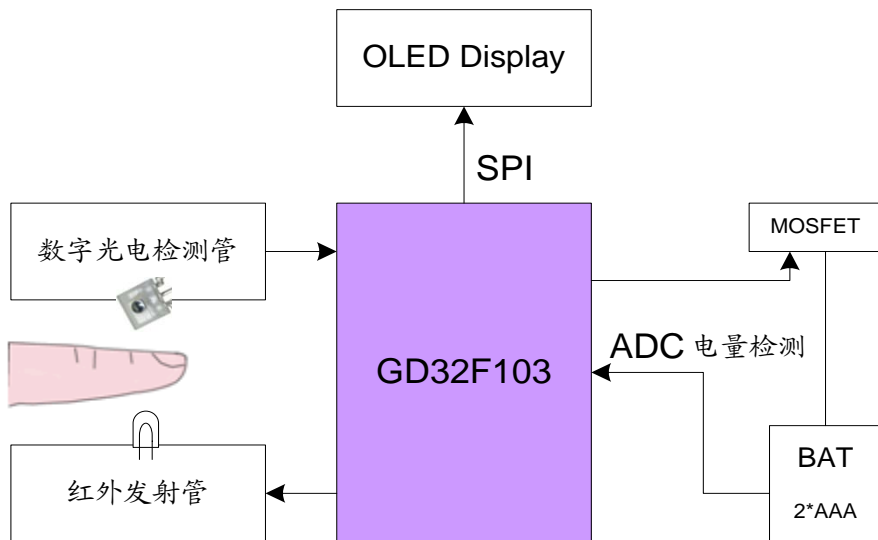 OLED Display
SPI
数字光电检测管
MOSFET
ADC 电量检测
GD32F103
红外发射管
BAT
2*AAA